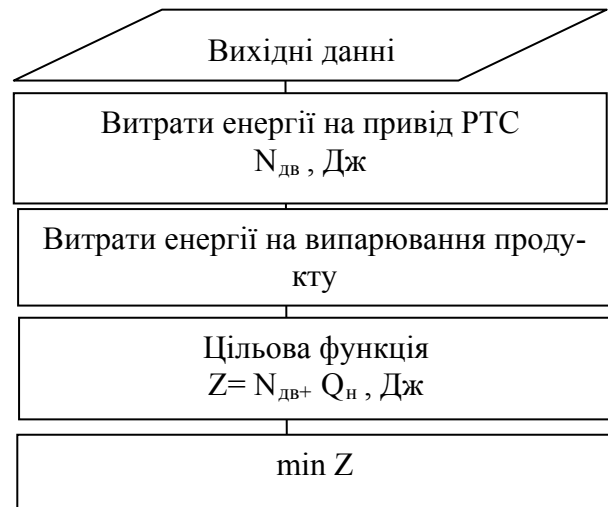 Вихідні данні
Витрати енергії на привід РТС
Nдв , Дж
Витрати енергії на випарювання проду-
кту
Цільова функція
Z= Nдв+ Qн , Дж
min Z